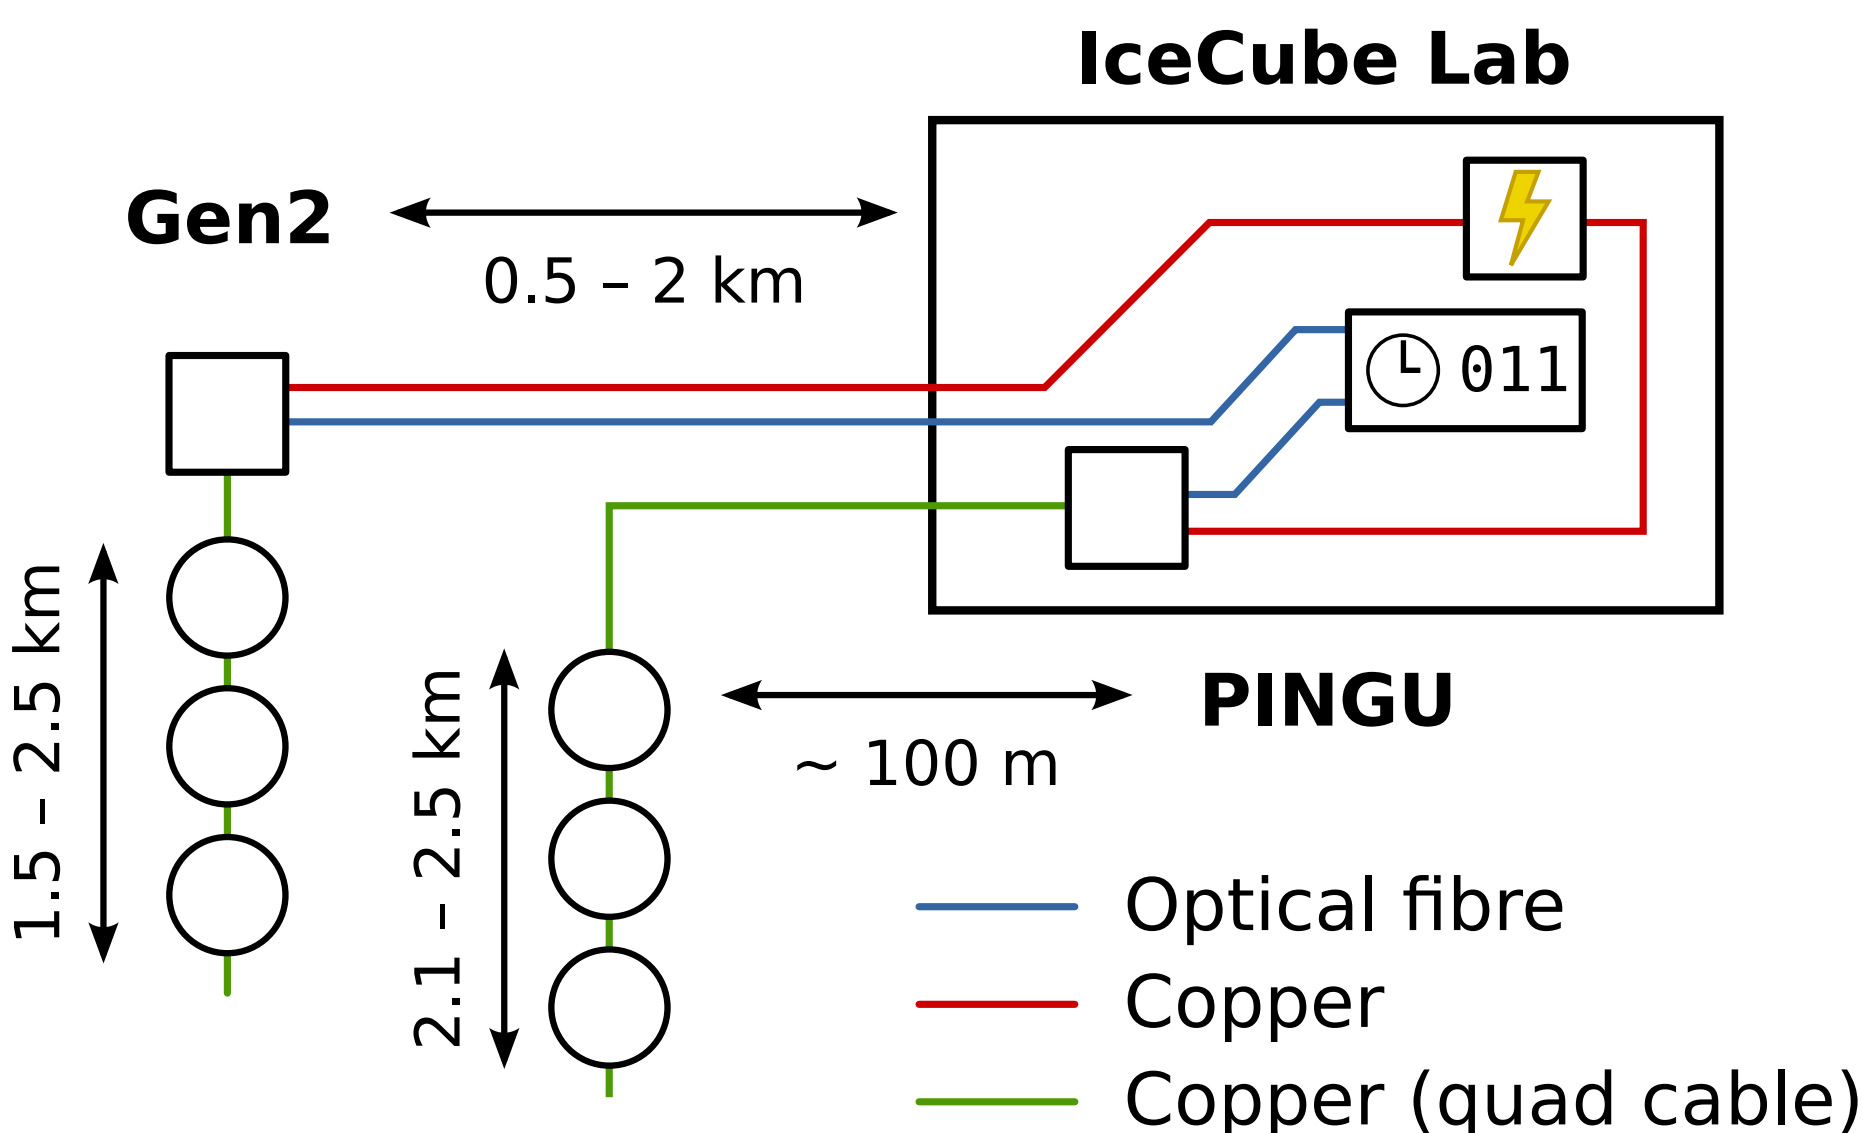 IceCube Lab
Gen2
0.5 – 2 km
011
1.5 – 2.5 km
2.1 – 2.5 km
PINGU
~ 100 m
Optical fibre
Copper
Copper (quad cable)